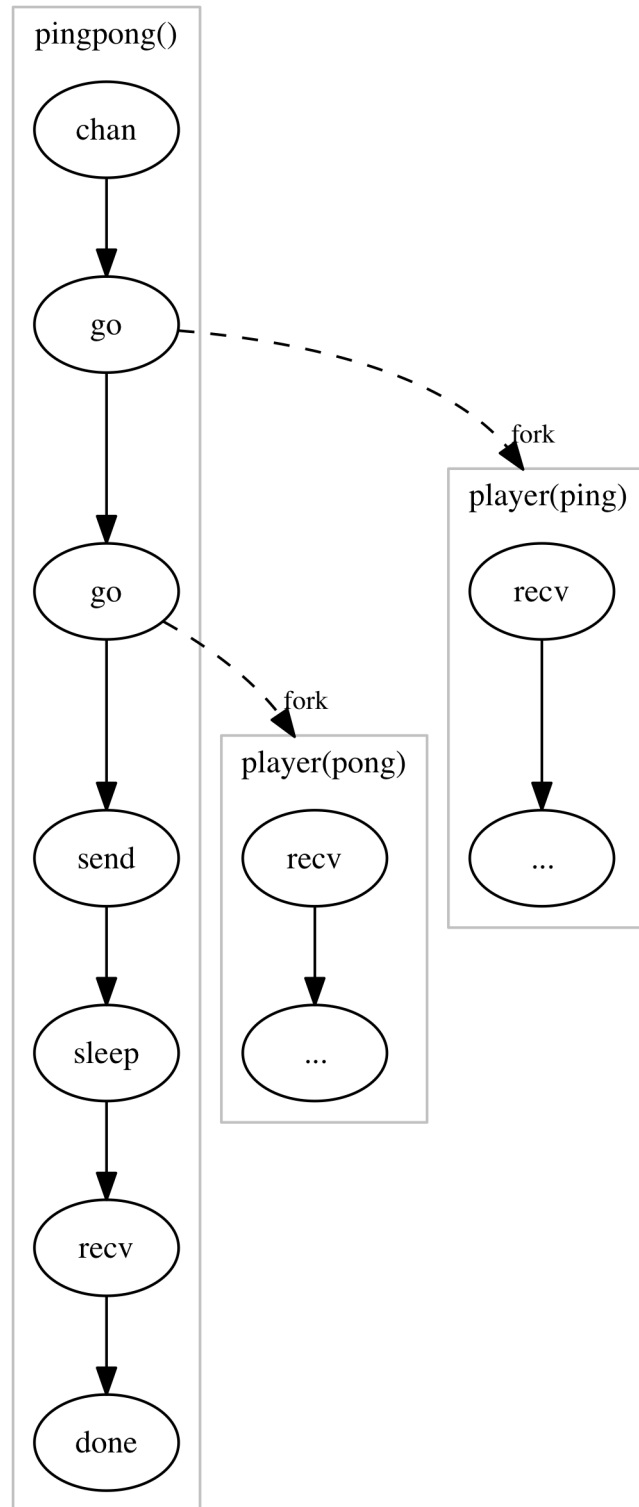 pingpong()
chan
go
fork
player(ping)
go
recv
fork
player(pong)
send
recv
...
sleep
...
recv
done